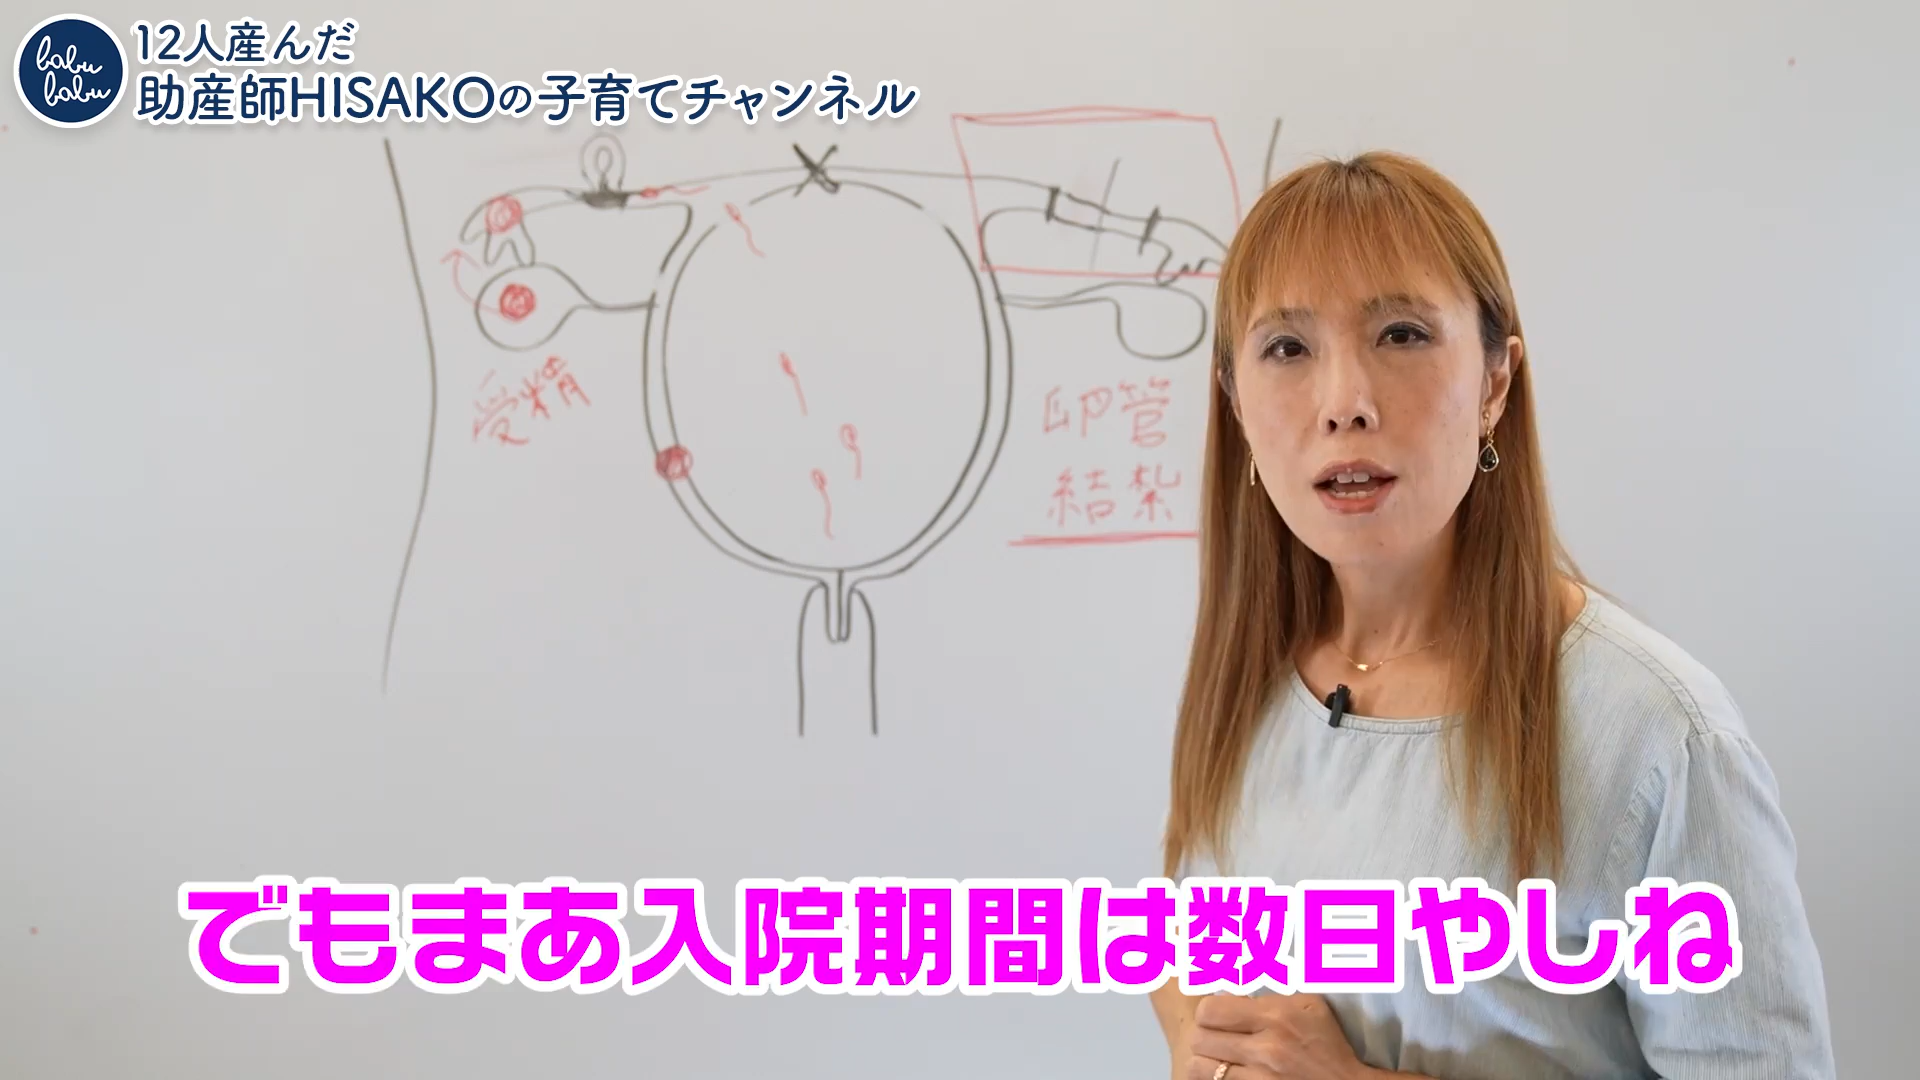 babu
babu
12人産んだ
助産師HISAKOの子育てチャンネル
受精
卵管
結紮
でもまあ入院期間は数日やしね